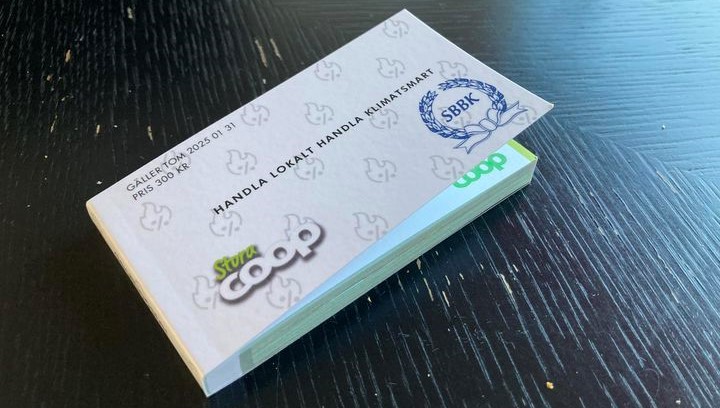 GÄLLER TOM 2025 01 31
PRIS 300 KR
HANDLA LOKALT HANDLA KLIMATSMART
SBBK
Stora
coop
coop